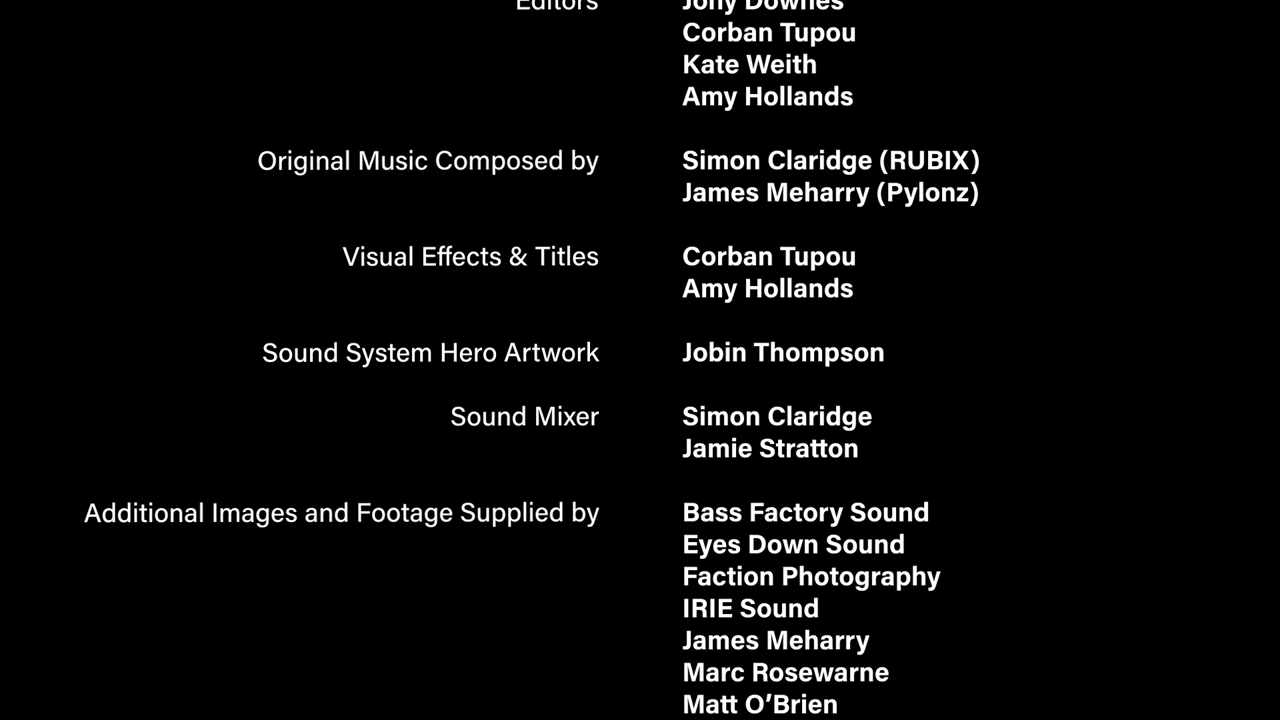 Editors Jony Downes
Corban Tupou
Kate Weith
Amy Hollands
Original Music Composed by Simon Claridge (RUBIX)
James Meharry (Pylonz)
Visual Effects & Titles Corban Tupou
Amy Hollands
Sound System Hero Artwork Jobin Thompson
Sound Mixer Simon Claridge
Jamie Stratton
Additional Images and Footage Supplied by Bass Factory Sound
Eyes Down Sound
Faction Photography
IRIE Sound
James Meharry
Marc Rosewarne
Matt O’Brien